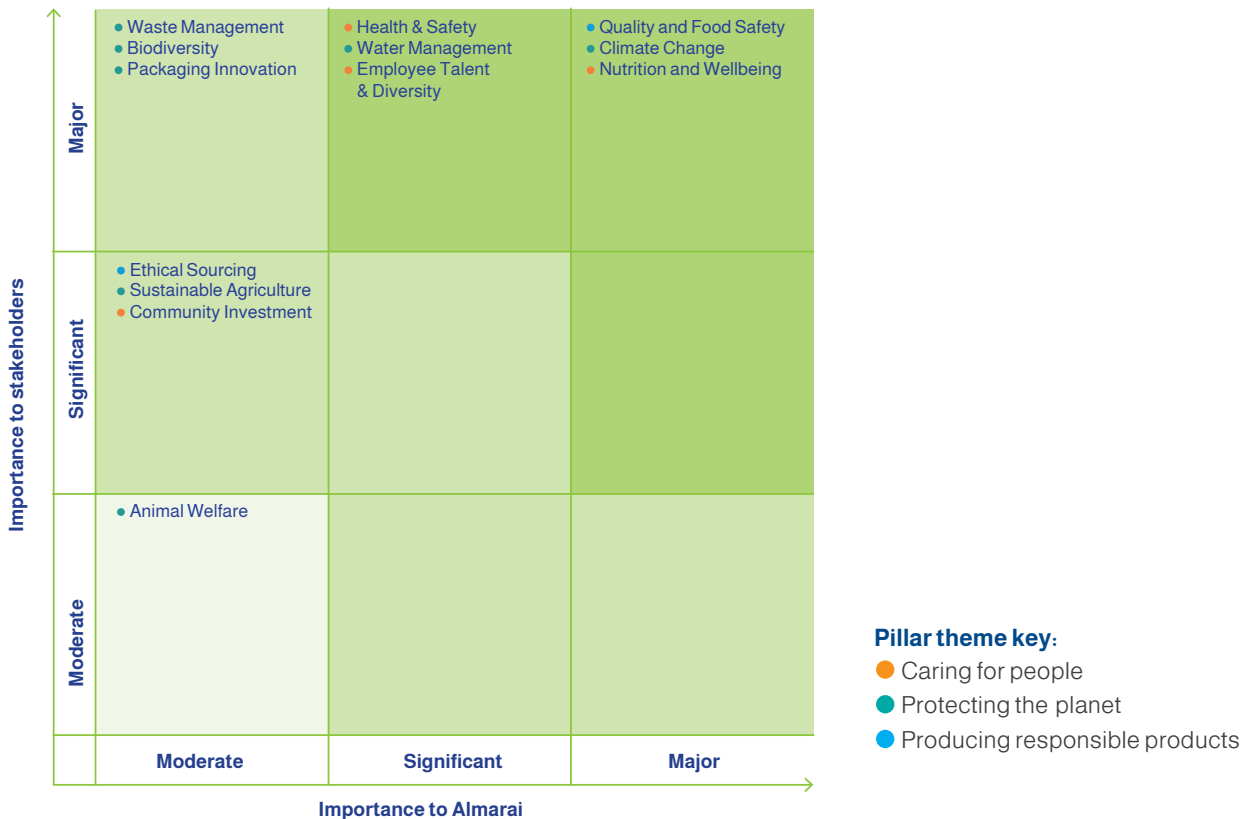 Importance to stakeholders
Major
Waste Management
Biodiversity
Packaging Innovation
Health & Safety
Water Management
Employee Talent
& Diversity
Quality and Food Safety
Climate Change
Nutrition and Wellbeing
Significant
Ethical Sourcing
Sustainable Agriculture
Community Investment
Moderate
Animal Welfare
Moderate
Significant
Major
Importance to Almarai
Pillar theme key:
Caring for people
Protecting the planet
Producing responsible products